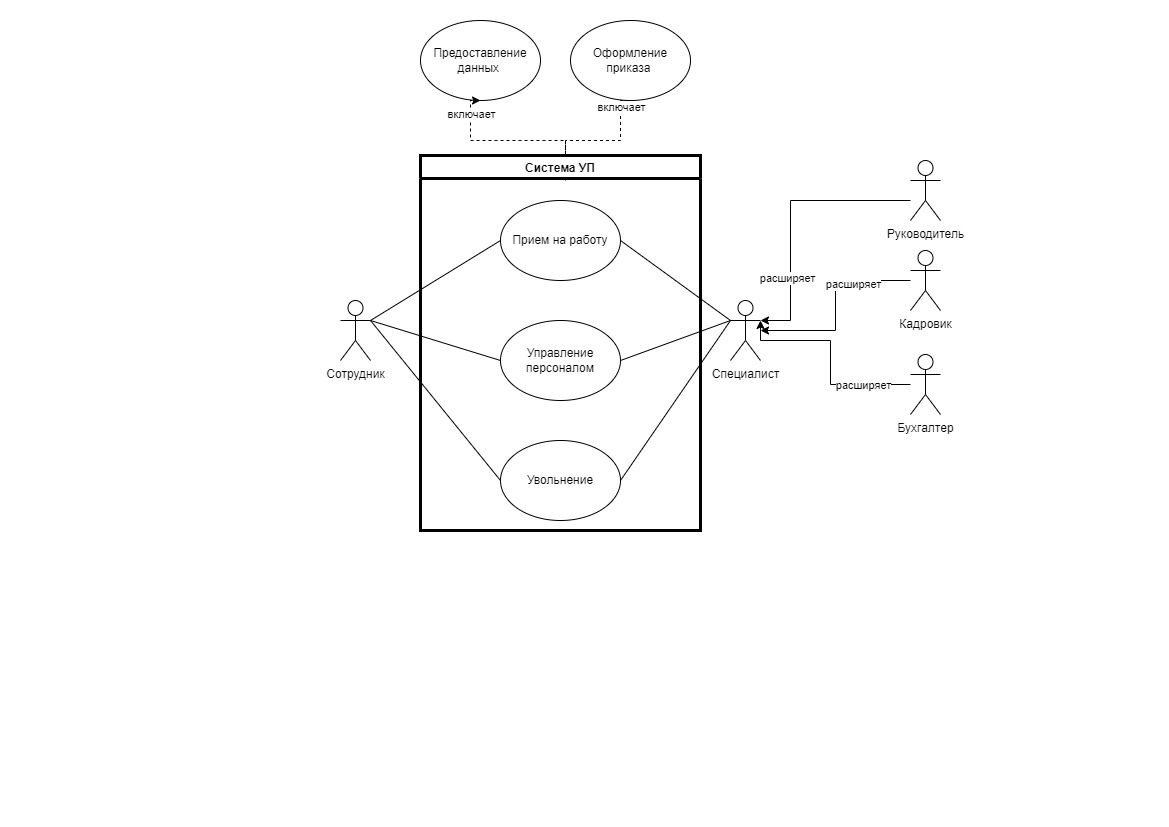 Предоставление
данных
Оформление
приказа
включает
включает
Система УП
Прием на работу
Управление
персоналом
Увольнение
Сотрудник
Специалист
расширяет
расширяет
расширяет
Руководитель
Кадровик
Бухгалтер